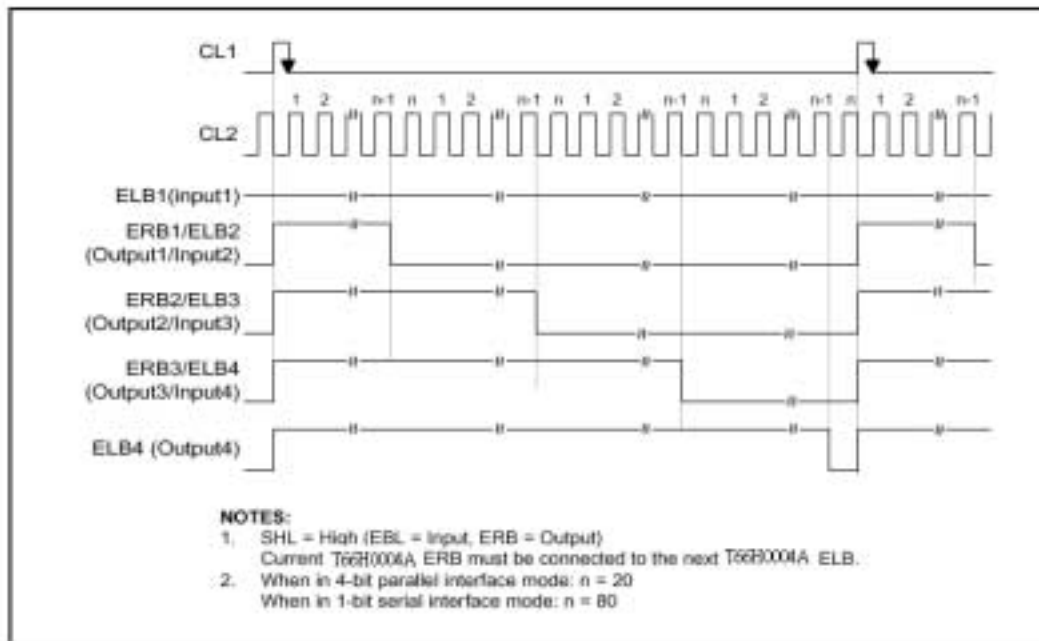 CL1
1 2 n-1 n 1 2 n-1 n 1 2 n-1 n 1 2 n-1 n 1 2 n-1
CL2
ELB1(input1)
ERB1/ELB2
(Output1/Input2)
ERB2/ELB3
(Output2/Input3)
ERB3/ELB4
(Output3/Input4)
ELB4 (Output4)
NOTES:
1. SHL = High (EBL = Input, ERB = Output)
Current T66H0004A ERB must be connected to the next T66H0004A ELB.
2. When in 4-bit parallel interface mode: n = 20
When in 1-bit serial interface mode: n = 80